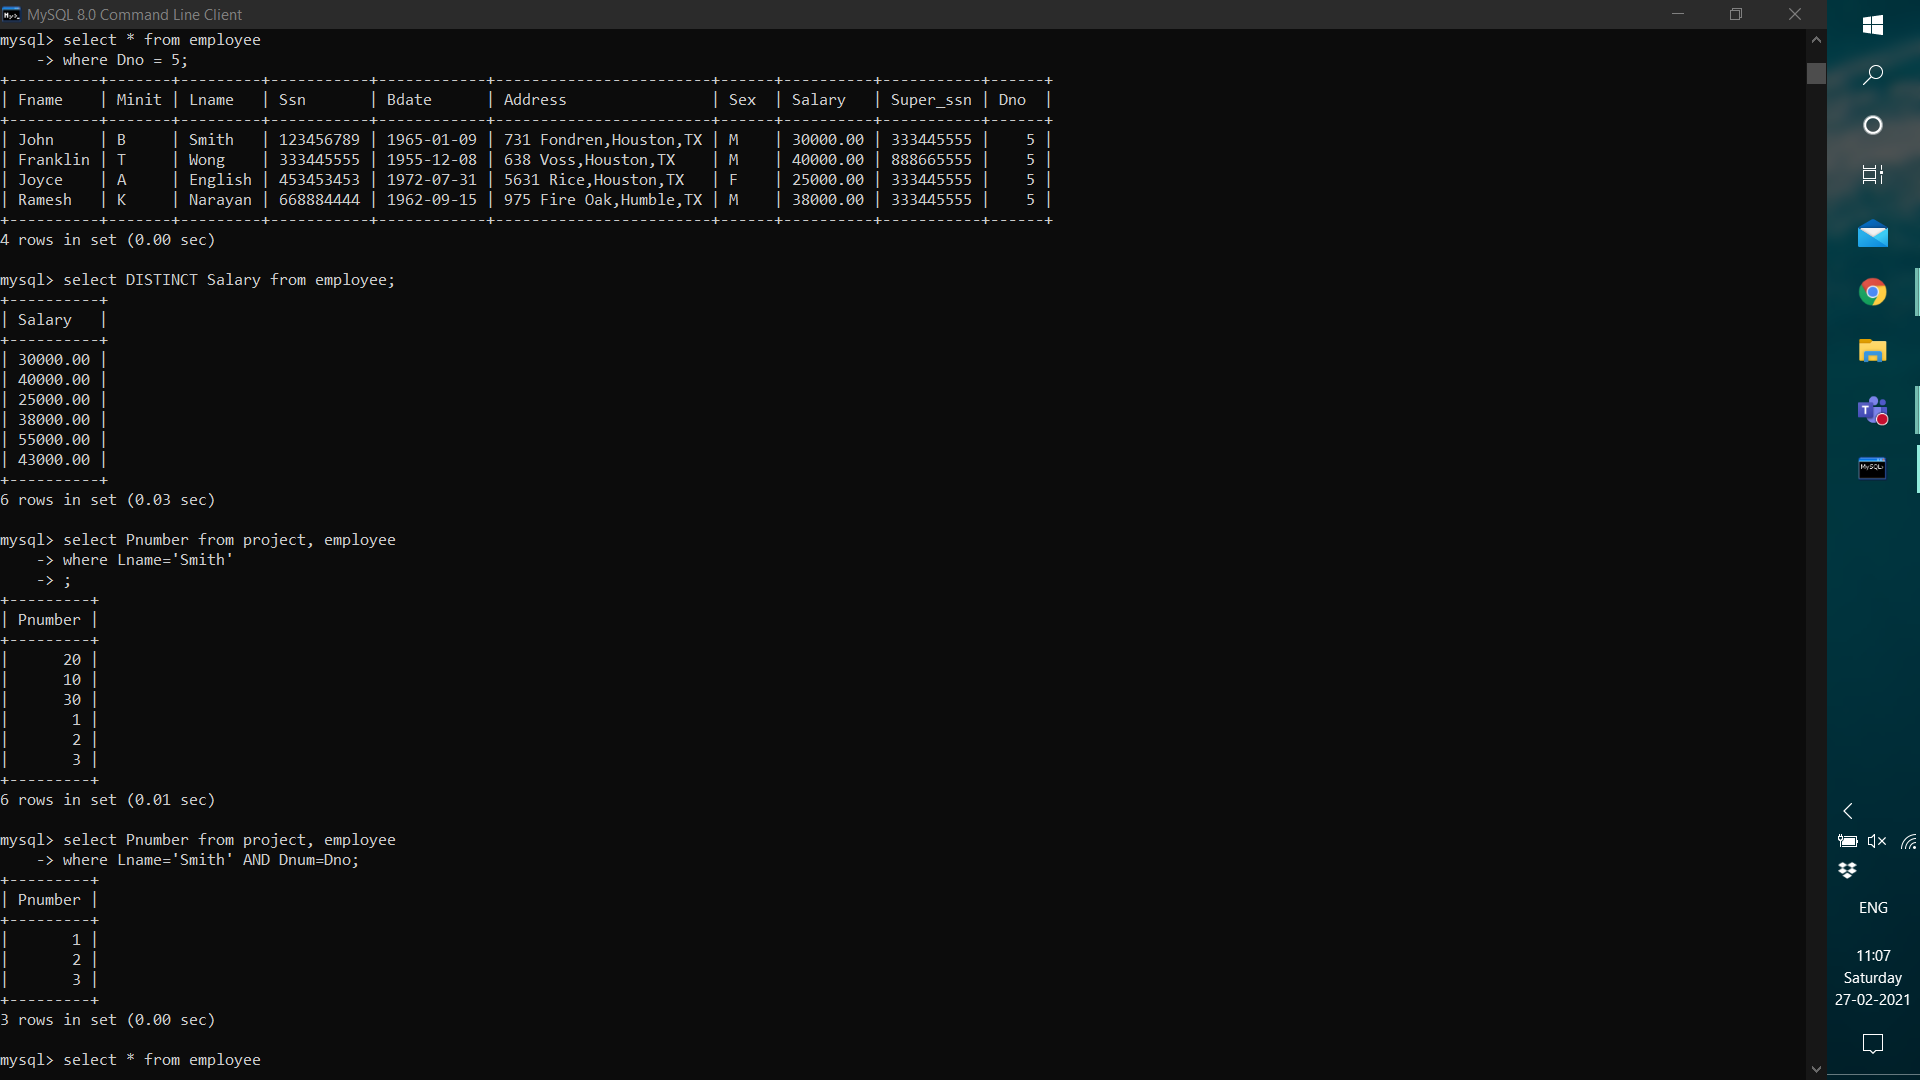 MySQL 8.0 Command Line Client
mysql> select * from employee
    -> where Dno = 5;
+----------+-------+---------+-----------+------------+------------------------+------+----------+-----------+------+
| Fname    | Minit | Lname   | Ssn       | Bdate      | Address                | Sex  | Salary   | Super_ssn | Dno  |
+----------+-------+---------+-----------+------------+------------------------+------+----------+-----------+------+
| John     | B     | Smith   | 123456789 | 1965-01-09 | 731 Fondren,Houston,TX | M    | 30000.00 | 333445555 |    5 |
| Franklin | T     | Wong    | 333445555 | 1955-12-08 | 638 Voss,Houston,TX    | M    | 40000.00 | 888665555 |    5 |
| Joyce    | A     | English | 453453453 | 1972-07-31 | 5631 Rice,Houston,TX   | F    | 25000.00 | 333445555 |    5 |
| Ramesh   | K     | Narayan | 668884444 | 1962-09-15 | 975 Fire Oak,Humble,TX | M    | 38000.00 | 333445555 |    5 |
+----------+-------+---------+-----------+------------+------------------------+------+----------+-----------+------+
4 rows in set (0.00 sec)
mysql> select DISTINCT Salary from employee;
+----------+
| Salary   |
+----------+
| 30000.00 |
| 40000.00 |
| 25000.00 |
| 38000.00 |
| 55000.00 |
| 43000.00 |
+----------+
6 rows in set (0.03 sec)
mysql> select Pnumber from project, employee
    -> where Lname='Smith'
    -> ;
+---------+
| Pnumber |
+---------+
|      20 |
|      10 |
|      30 |
|       1 |
|       2 |
|       3 |
+---------+
6 rows in set (0.01 sec)
mysql> select Pnumber from project, employee
    -> where Lname='Smith' AND Dnum=Dno;
+---------+
| Pnumber |
+---------+
|       1 |
|       2 |
|       3 |
+---------+
3 rows in set (0.00 sec)
mysql> select * from employee
ENG
11:07
Saturday
27-02-2021